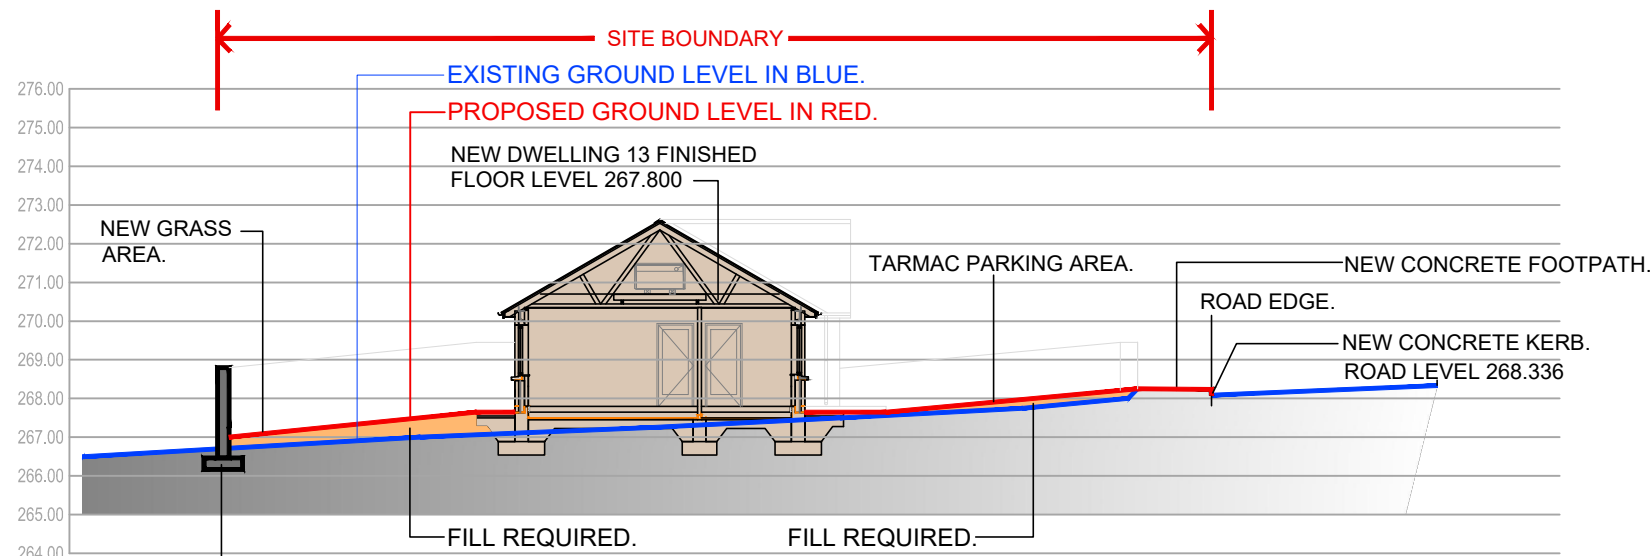 SITE BOUNDARY
EXISTING GROUND LEVEL IN BLUE.
276.00
PROPOSED GROUND LEVEL IN RED.
275.00
NEW DWELLING 13 FINISHED
FLOOR LEVEL 267.800
274.00
273.00
NEW GRASS
AREA.
272.00
TARMAC PARKING AREA.
NEW CONCRETE FOOTPATH.
271.00
ROAD EDGE.
270.00
NEW CONCRETE KERB.
ROAD LEVEL 268.336
269.00
268.00
267.00
266.00
265.00
FILL REQUIRED.
FILL REQUIRED.
264.00